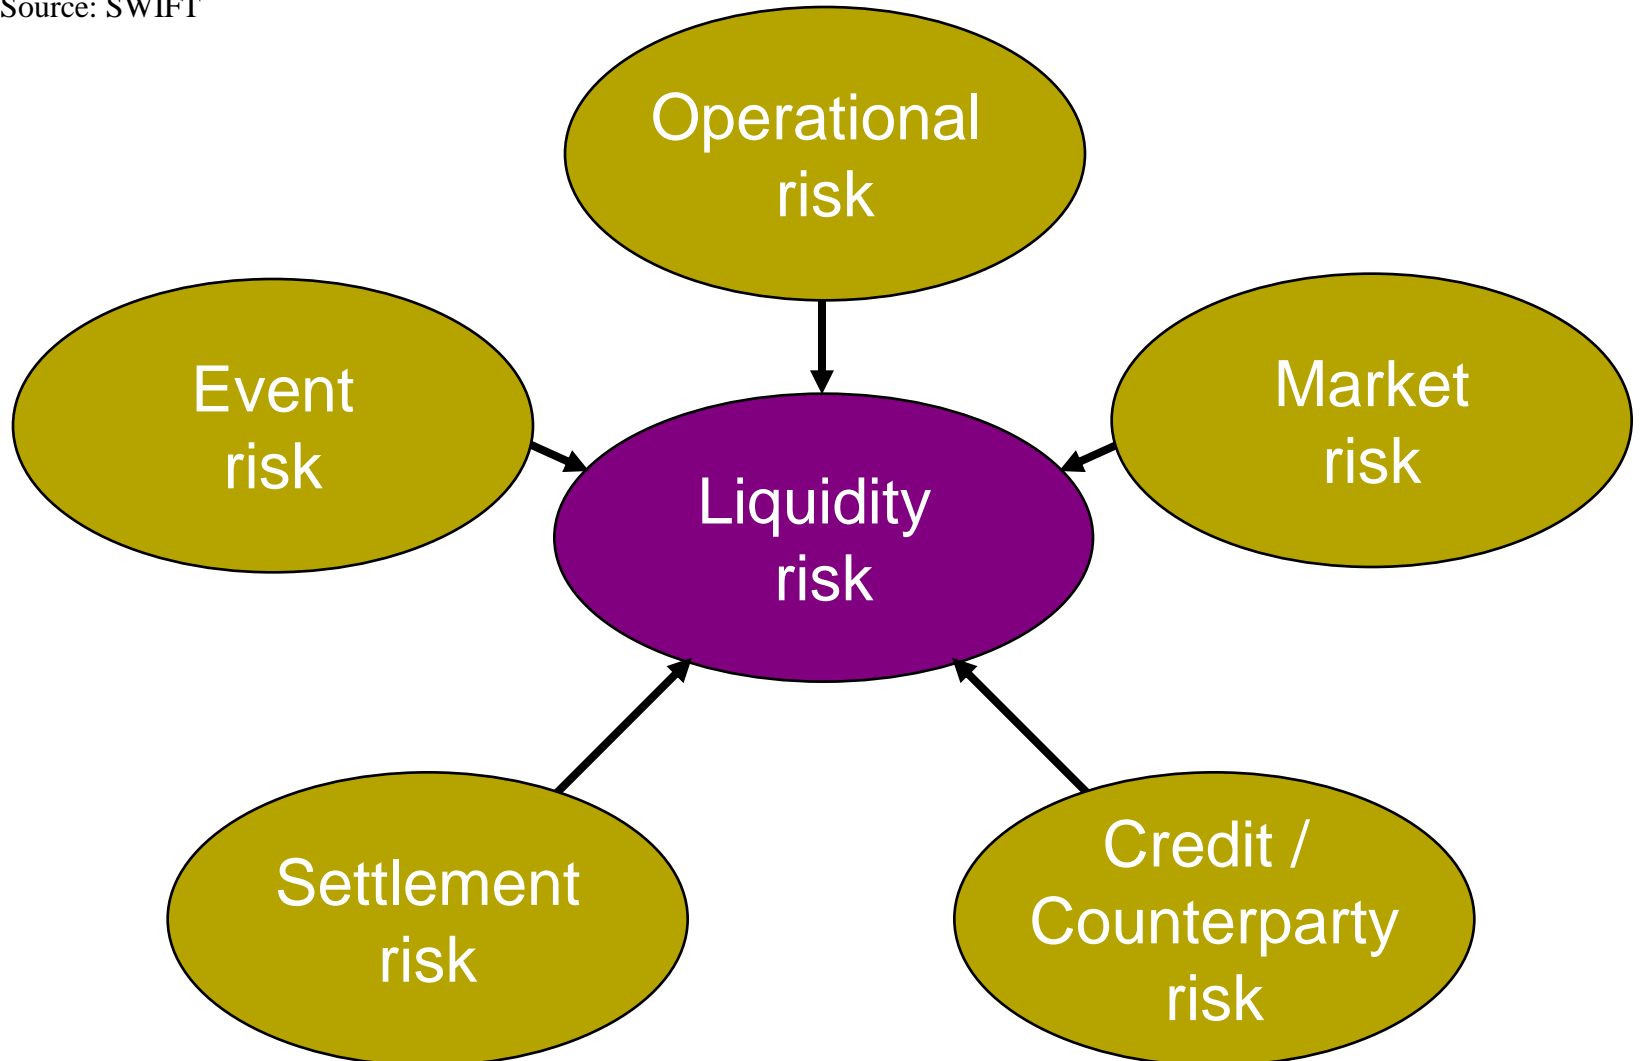 Source: SWIFT
Operational
risk
Event
risk
Market
risk
Liquidity
risk
Settlement
risk
Credit /
Counterparty
risk